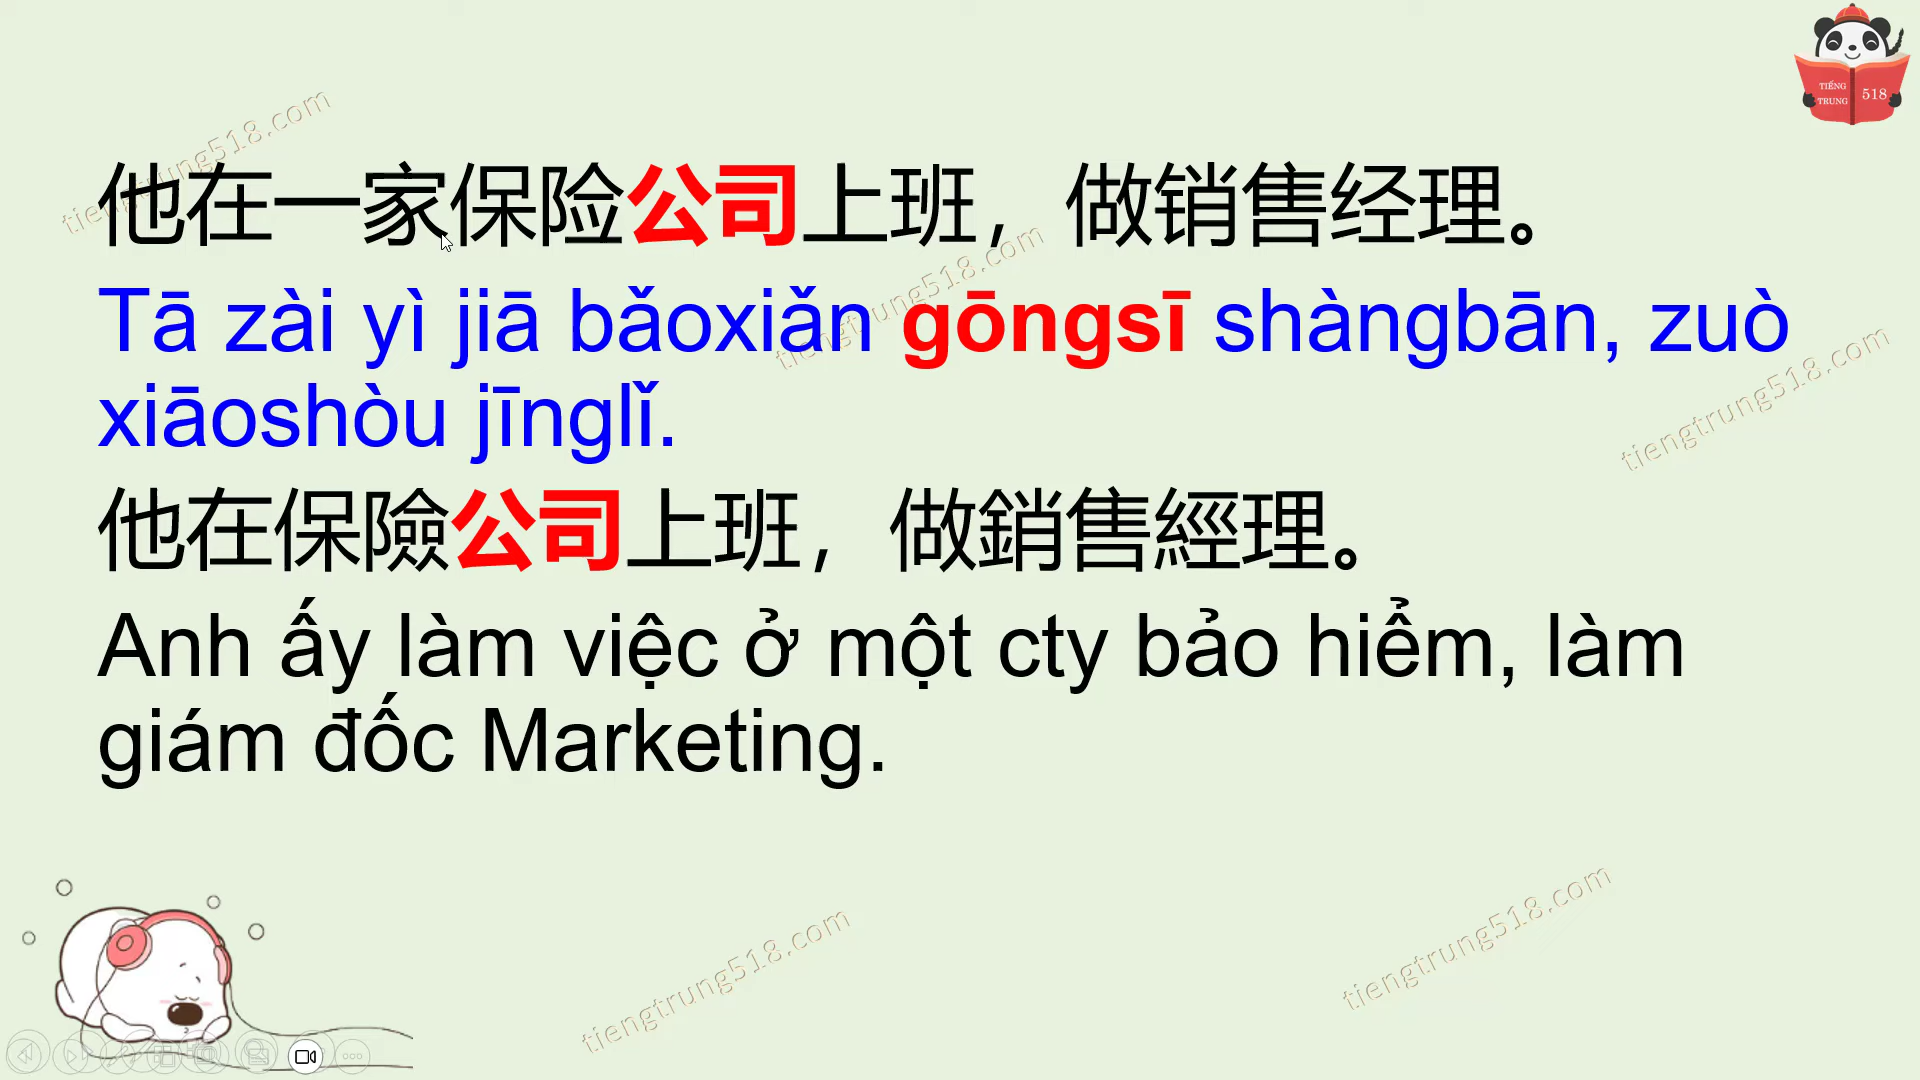 TIẾNG
TRUNG
518
tiengtrung518.com
他在一家保险公司上班，做销售经理。
tiengtrung518.com
Tā zài yì jiā bǎoxiǎn gōngsī shàngbān, zuò
tiengtrung518.com
xiāoshòu jīnglǐ.
他在保險公司上班，做銷售經理。
Anh ấy làm việc ở một cty bảo hiểm, làm
giám đốc Marketing.
tiengtrung518.com
tiengtrung518.com